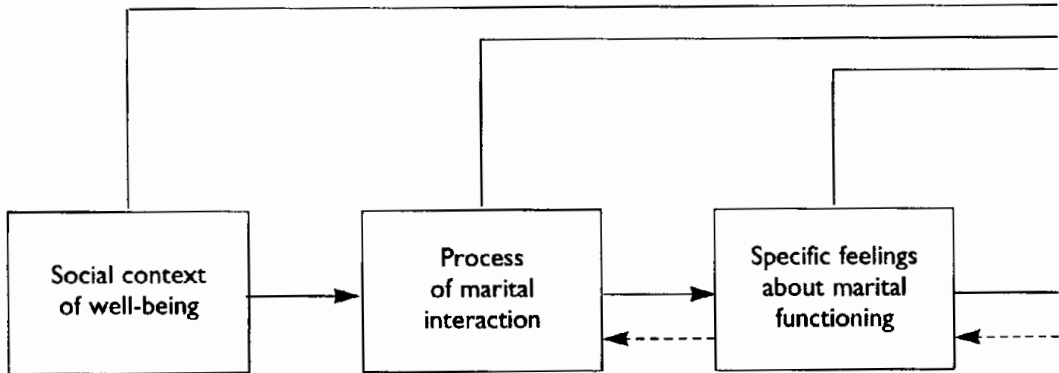 Social context
of well-being
Process
of marital
interaction
Specific feelings
about marital
functioning